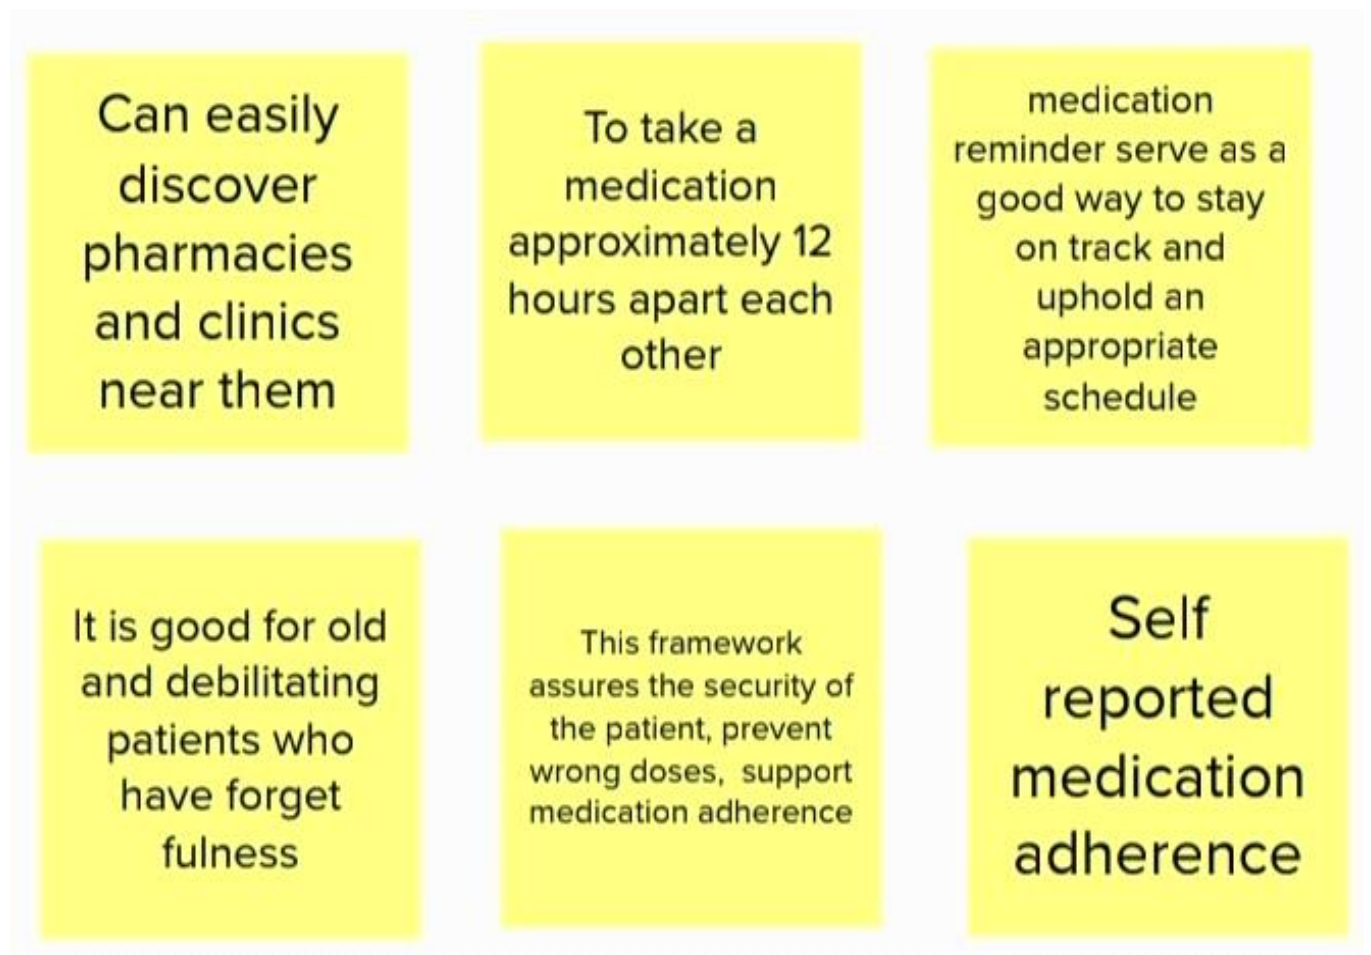 Can easily
discover
pharmacies
and clinics
near them
To take a
medication
approximately 12
hours apart each
other
medication
reminder serve as a
good way to stay
on track and
uphold an
appropriate
schedule
It is good for old
and debilitating
patients who
have forget
fulness
This framework
assures the security of
the patient, prevent
wrong doses, support
medication adherence
Self
reported
medication
adherence